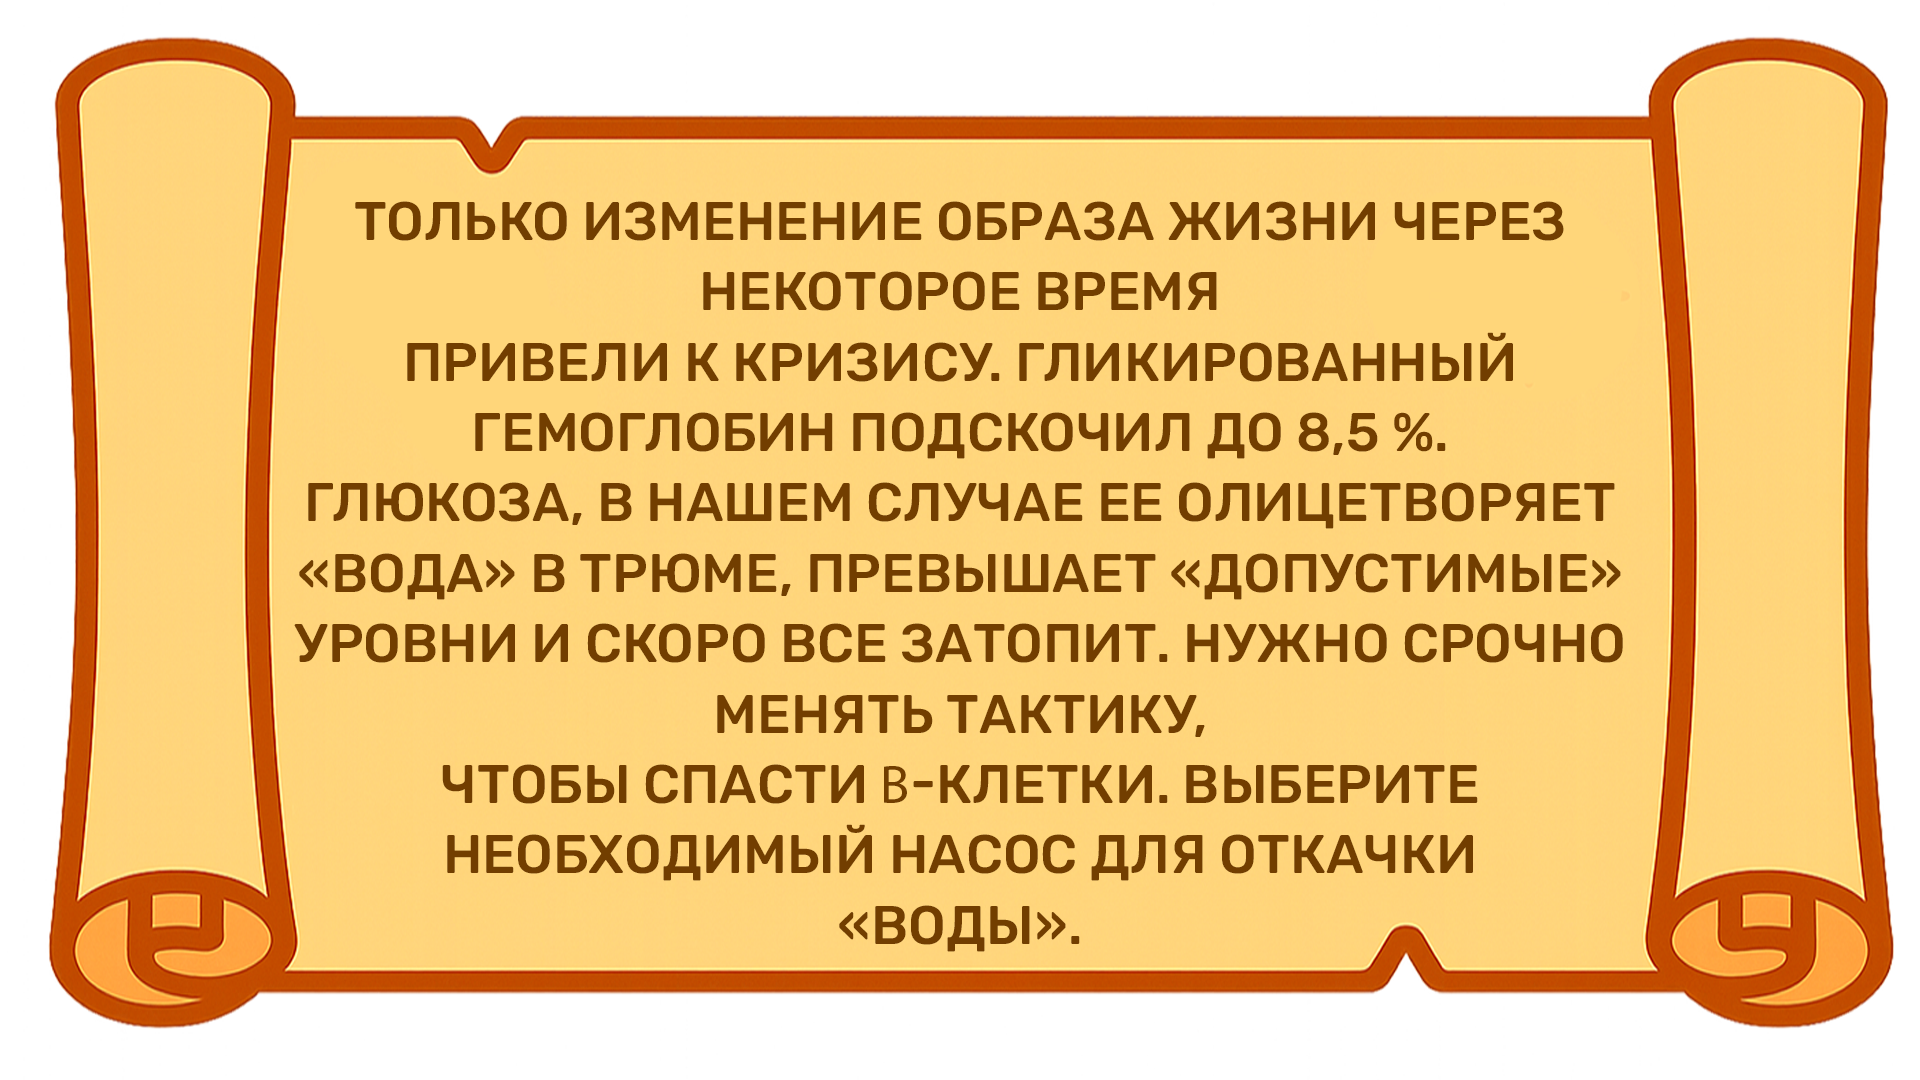 ТОЛЬКО ИЗМЕНЕНИЕ ОБРАЗА ЖИЗНИ ЧЕРЕЗ
НЕКОТОРОЕ ВРЕМЯ
ПРИВЕЛИ К КРИЗИСУ. ГЛИКИРОВАННЫЙ
ГЕМОГЛОБИН ПОДСКОЧИЛ ДО 8,5 %.
ГЛЮКОЗА, В НАШЕМ СЛУЧАЕ ЕЕ ОЛИЦЕТВОРЯЕТ
«ВОДА» В ТРЮМЕ, ПРЕВЫШАЕТ «ДОПУСТИМЫЕ»
УРОВНИ И СКОРО ВСЕ ЗАТОПИТ. НУЖНО СРОЧНО
МЕНЯТЬ ТАКТИКУ,
ЧТОБЫ СПАСТИ Β-КЛЕТКИ. ВЫБЕРИТЕ
НЕОБХОДИМЫЙ НАСОС ДЛЯ ОТКАЧКИ
«ВОДЫ».